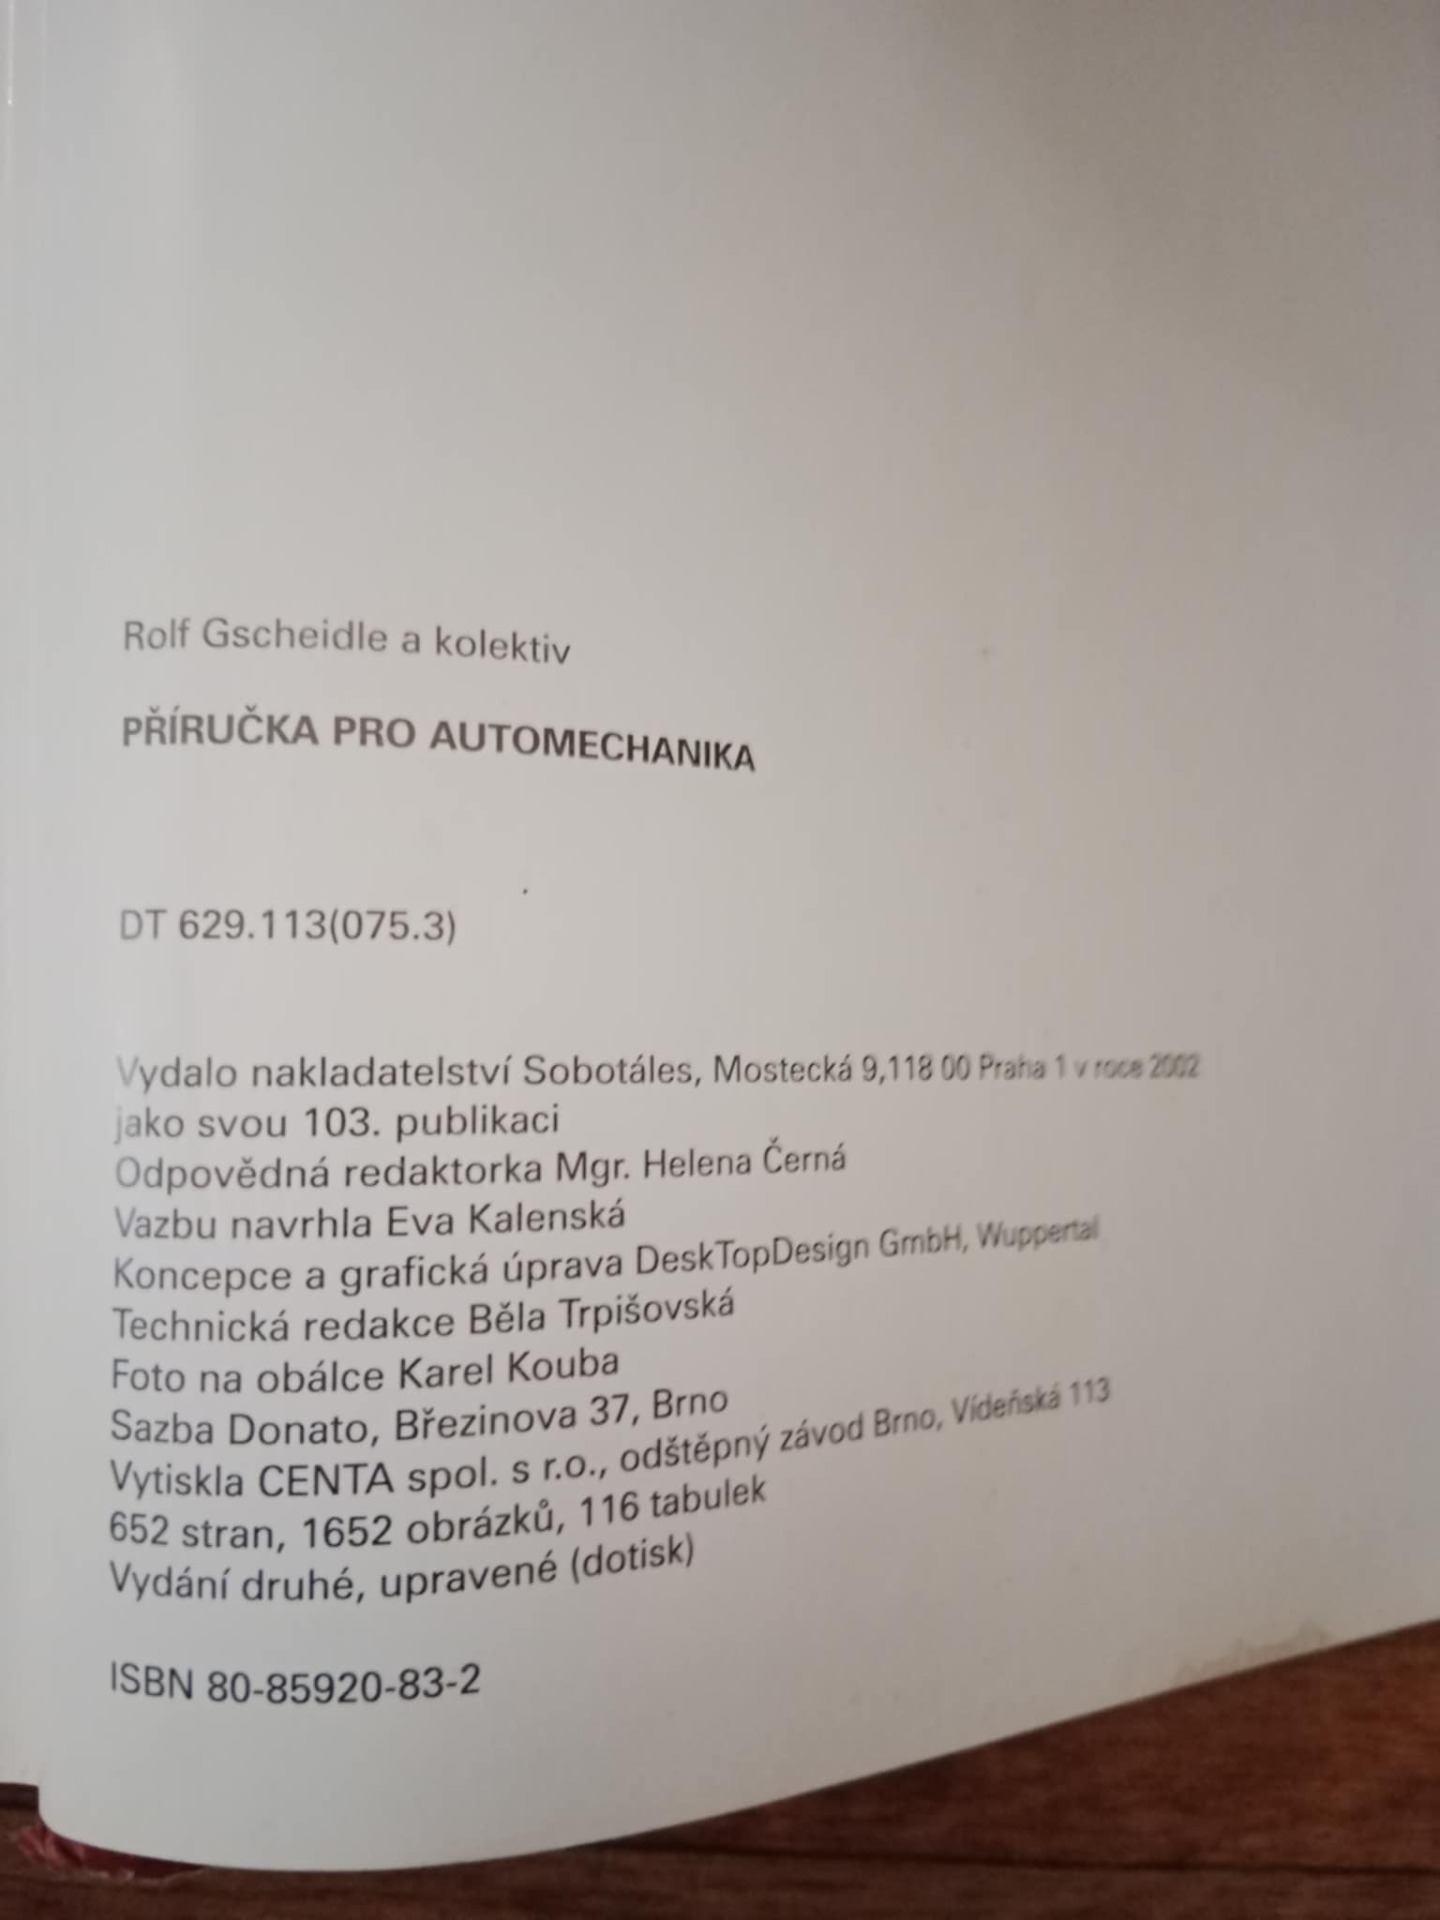 Rolf Gscheidle a kolektiv
PŘÍRUČKA PRO AUTOMECHANIKA
DT 629.113(075.3)
Vydalo nakladatelství Sobotáles, Mostecká 9,118 00 Praha 1 v roce 2002
jako svou 103. publikaci
Odpovědná redaktorka Mgr. Helena Černá
Vazbu navrhla Eva Kalenská
Koncepce a grafická úprava DeskTopDesign GmbH, Wuppertal
Technická redakce Běla Trpišovská
Foto na obálce Karel Kouba
Sazba Donato, Březinova 37, Brno
Vytiskla CENTA spol. s r.o., odštěpný závod Brno, Vídeňská 113
652 stran, 1652 obrázků, 116 tabulek
Vydání druhé, upravené (dotisk)
ISBN 80-85920-83-2